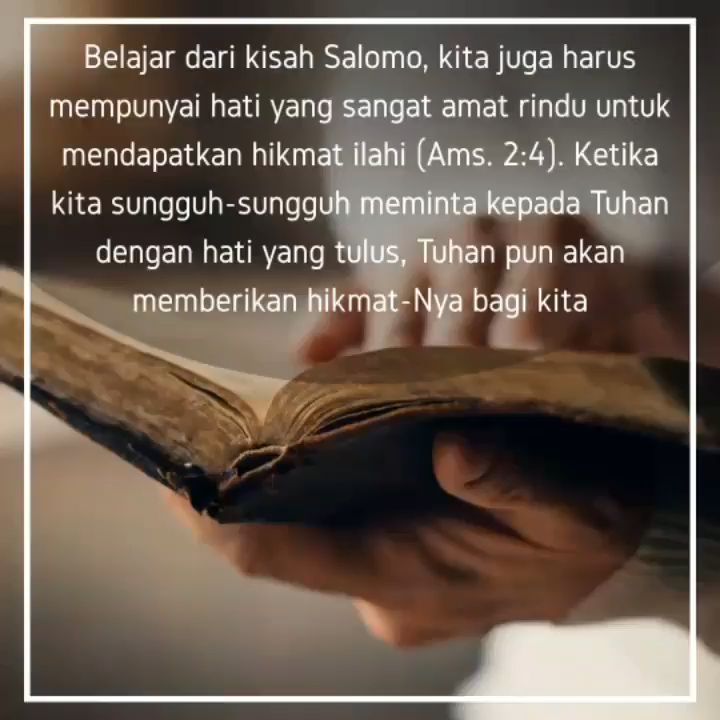 Belajar dari kisah Salomo, kita juga harus
mempunyai hati yang sangat amat rindu untuk
mendapatkan hikmat ilahi (Ams. 2:4). Ketika
kita sungguh-sungguh meminta kepada Tuhan
dengan hati yang tulus, Tuhan pun akan
memberikan hikmat-Nya bagi kita